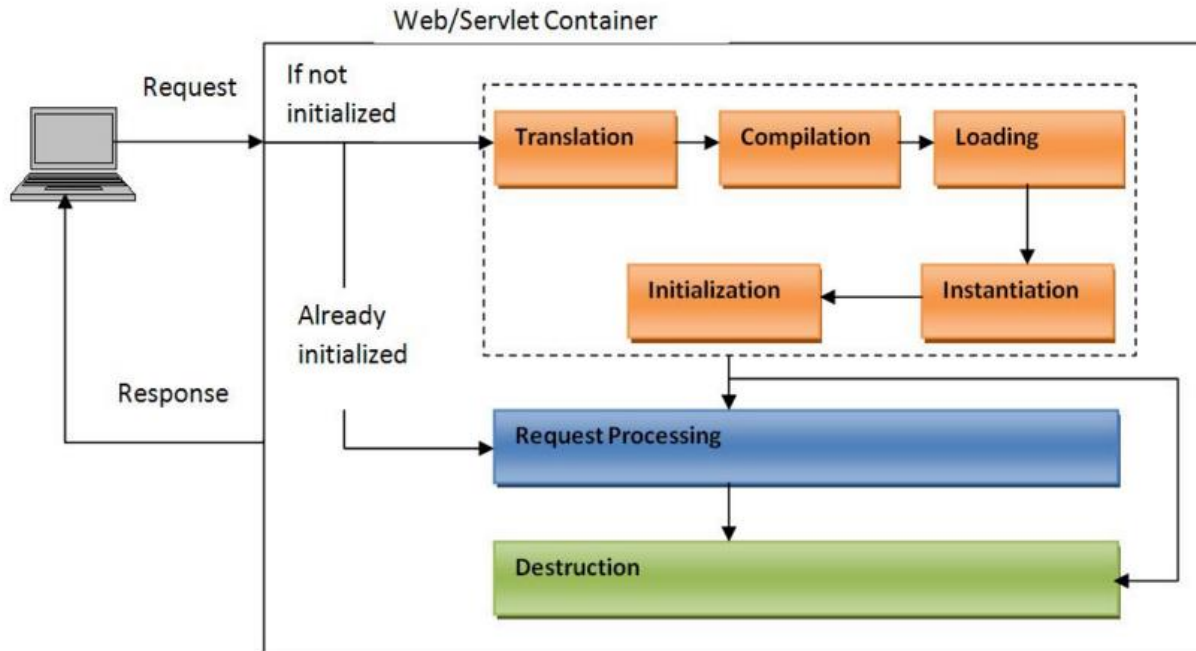 Web/Servlet Container
Request
If not
initialized
Translation
Compilation
Loading
Initialization
Instantiation
Already
initialized
Response
Request Processing
Destruction